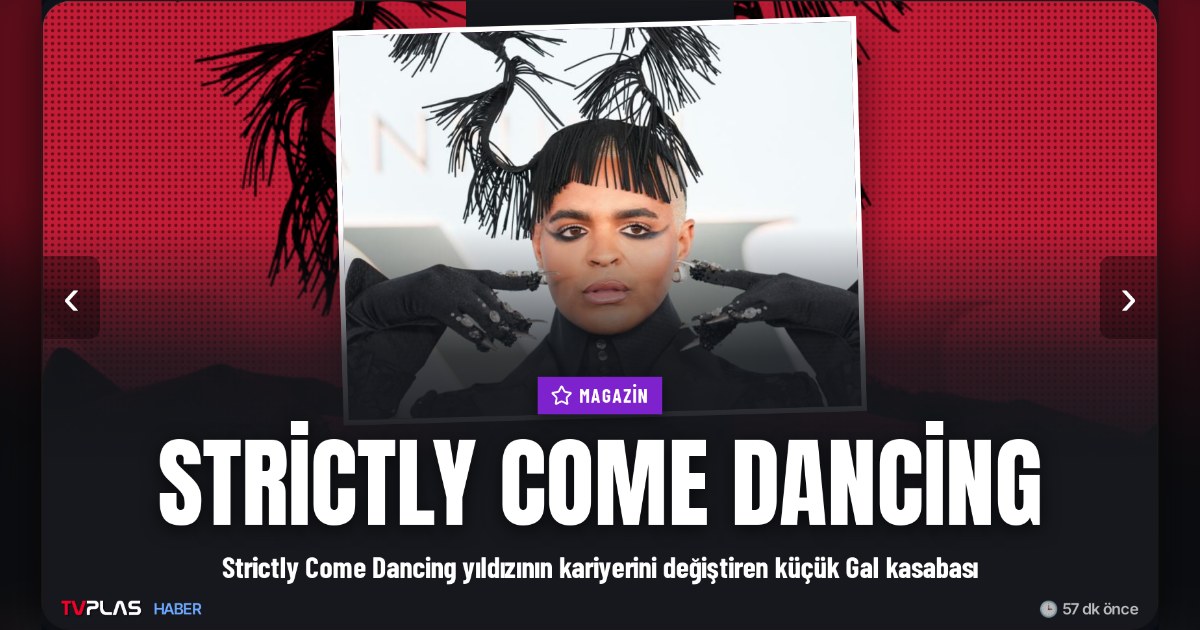 MAGAZİN
STRİCTLY COME DANCİNG
Strictly Come Dancing yıldızının kariyerini değiştiren küçük Gal kasabası
TVPLAS HABER
57 dk önce